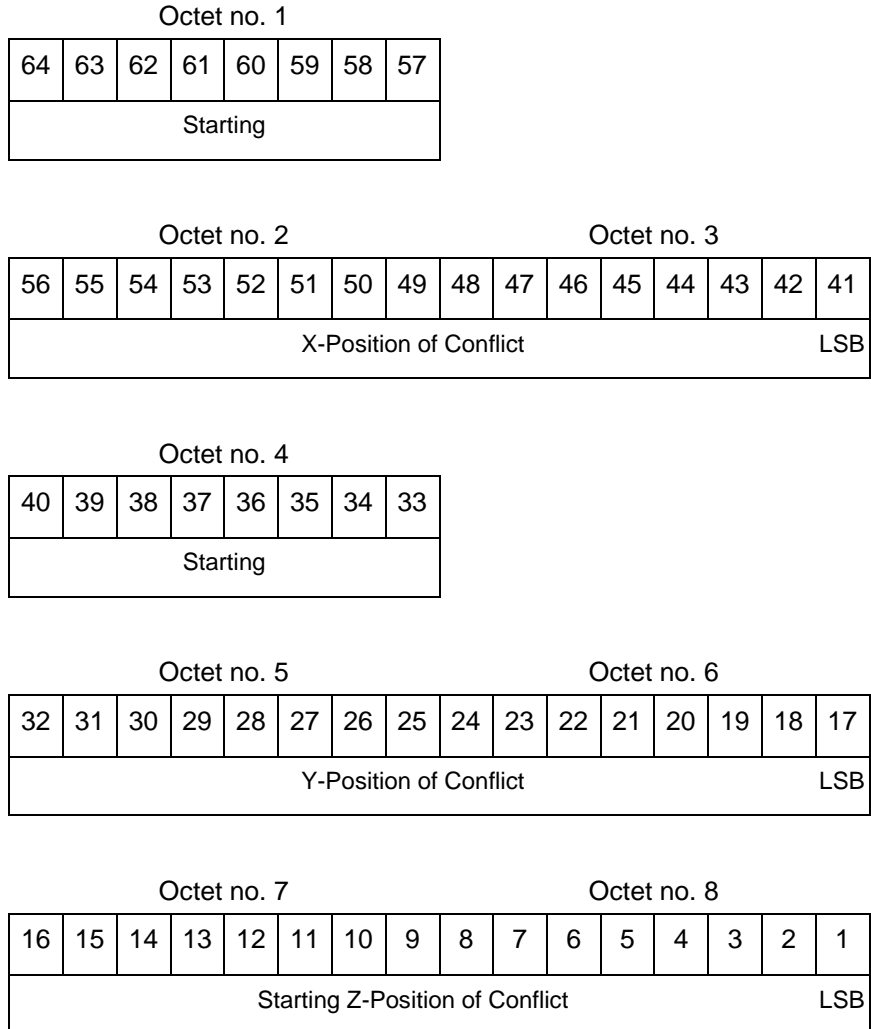 Octet no. 1
64 63 62 61 60 59 58 57
Starting
Octet no. 2 Octet no. 3
56 55 54 53 52 51 50 49 48 47 46 45 44 43 42 41
X-Position of Conflict LSB
Octet no. 4
40 39 38 37 36 35 34 33
Starting
Octet no. 5 Octet no. 6
32 31 30 29 28 27 26 25 24 23 22 21 20 19 18 17
Y-Position of Conflict LSB
Octet no. 7 Octet no. 8
16 15 14 13 12 11 10 9 8 7 6 5 4 3 2 1
Starting Z-Position of Conflict LSB